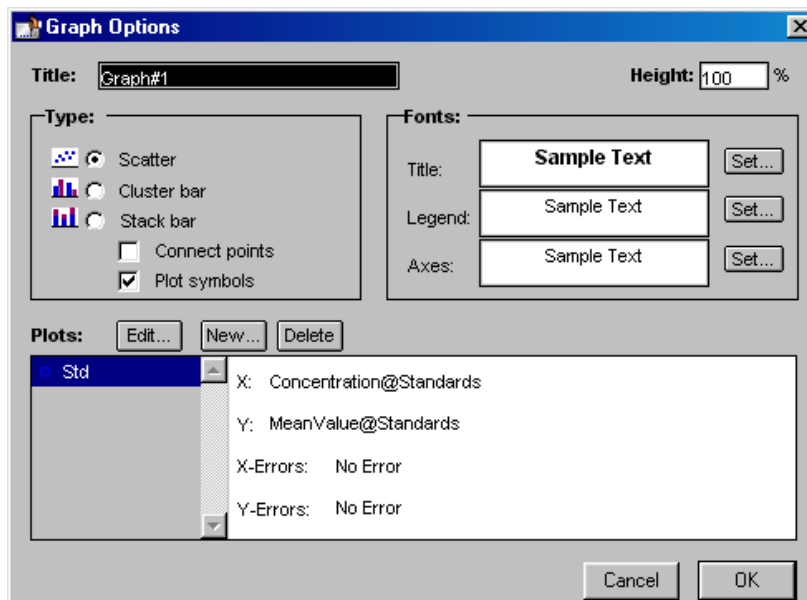 Graph Options
Title: Graph#1 Height: 100 %
Type:
Scatter
Cluster bar
Stack bar
Connect points
Plot symbols
Fonts:
Title: Sample Text Set...
Legend: Sample Text Set...
Axes: Sample Text Set...
Plots: Edit... New... Delete
Std
X: Concentration@Standards
Y: MeanValue@Standards
X-Errors: No Error
Y-Errors: No Error
Cancel OK